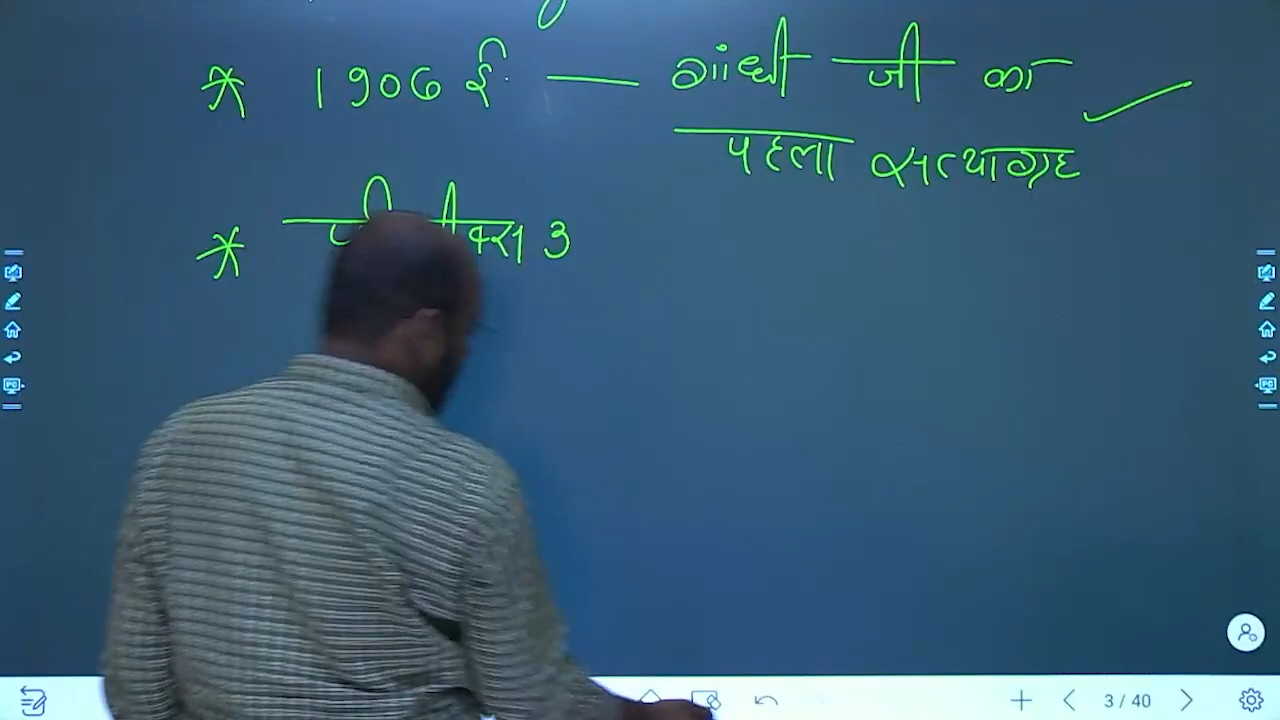 * 1906 ई. — गांधी जी का
पहला सत्याग्रह
*
3 / 40